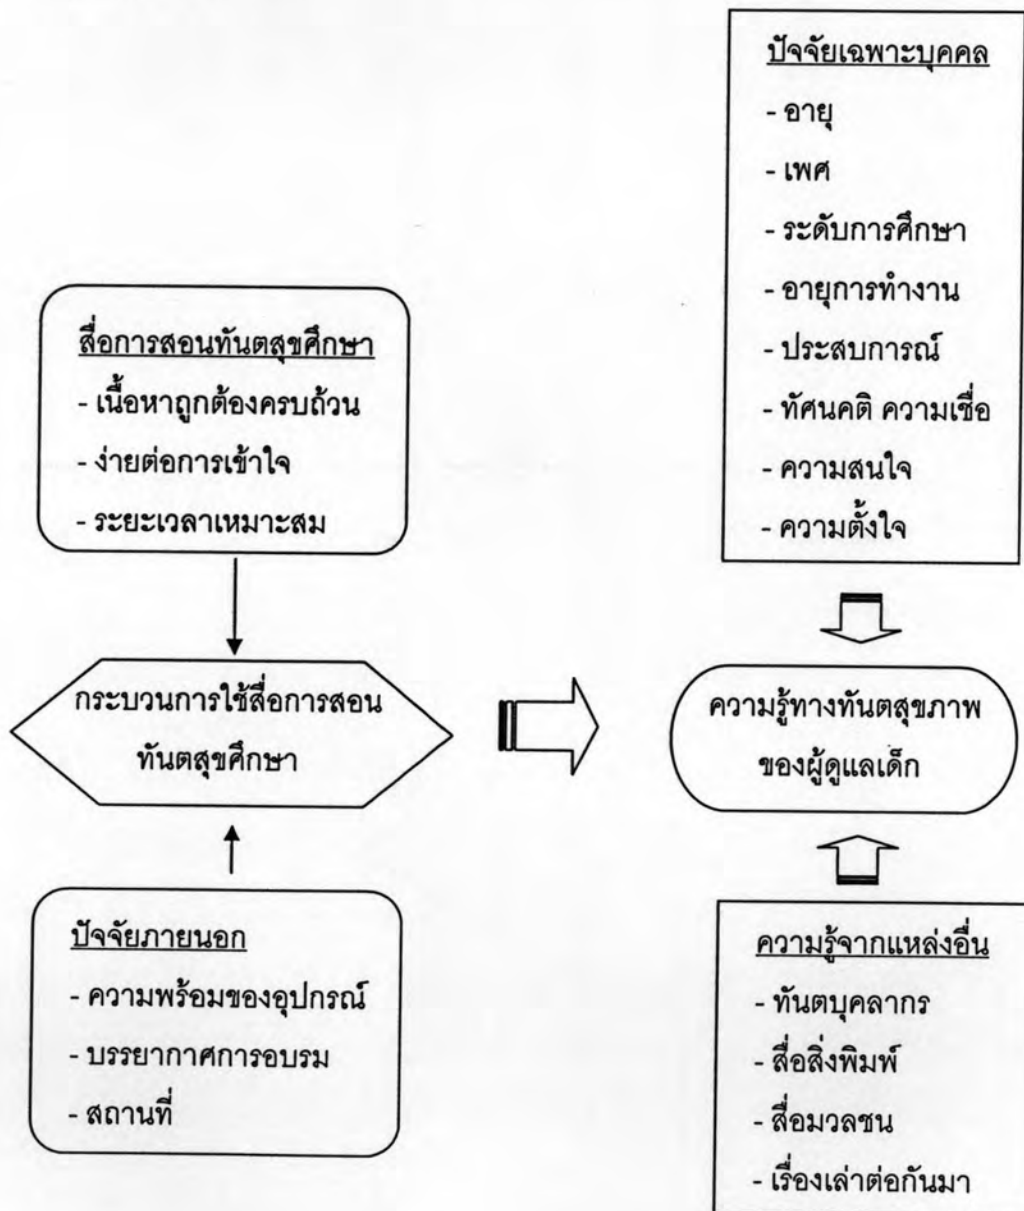 ปัจจัยเฉพาะบุคคล
- อายุ
- เพศ
- ระดับการศึกษา
- อายุการทำงาน
- ประสบการณ์
- ทัศนคติ ความเชื่อ
- ความสนใจ
- ความตั้งใจ
สื่อการสอนทันตสุขศึกษา
- เนื้อหาถูกต้องครบถ้วน
- ง่ายต่อการเข้าใจ
- ระยะเวลาเหมาะสม
กระบวนการใช้สื่อการสอน
ทันตสุขศึกษา
ความรู้ทางทันตสุขภาพ
ของผู้ดูแลเด็ก
ปัจจัยภายนอก
- ความพร้อมของอุปกรณ์
- บรรยากาศการอบรม
- สถานที่
ความรู้จากแหล่งอื่น
- ทันตบุคลากร
- สื่อสิ่งพิมพ์
- สื่อมวลชน
- เรื่องเล่าต่อกันมา